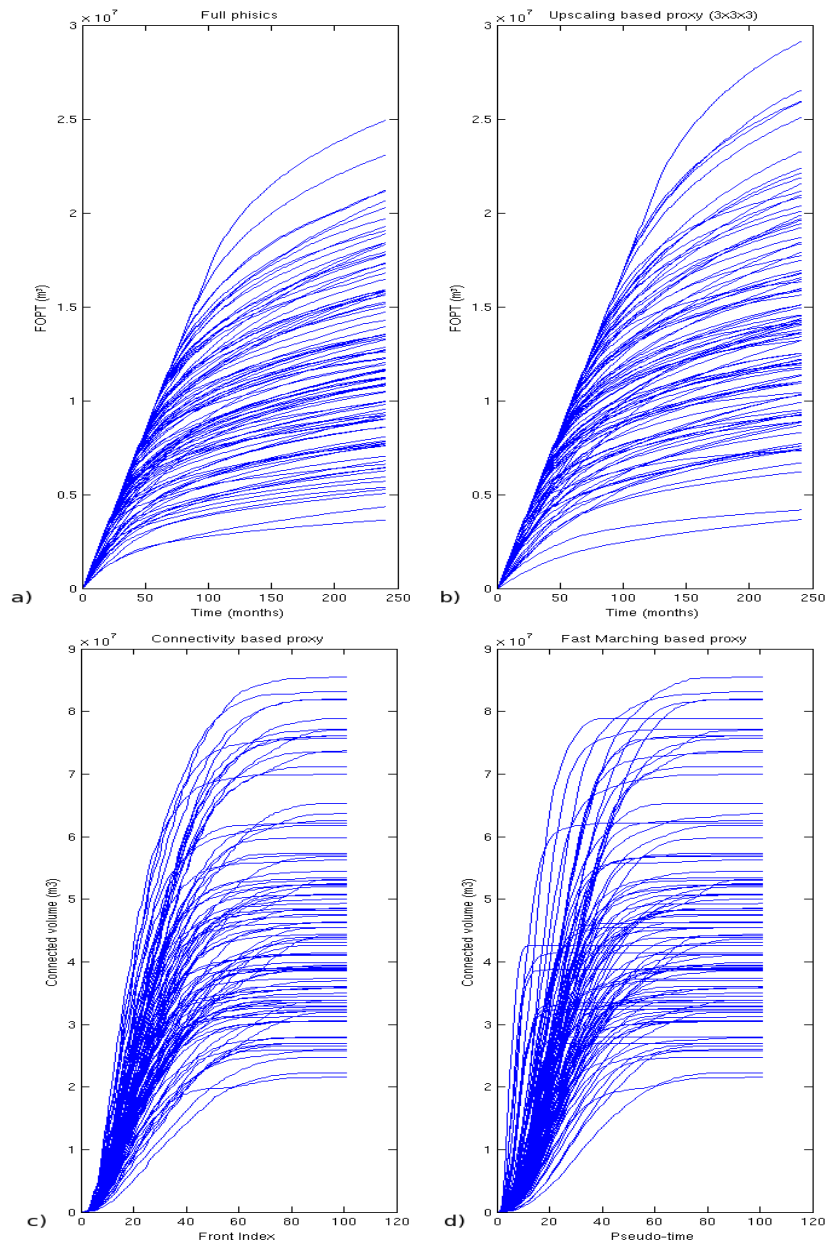 Full phisics
× 10⁷
3
2.5
2
1.5
1
0.5
0
0 50 100 150 200 250
FOPT (m³)
Time (months)
a)
Upscaling based proxy (3x3x3)
× 10⁷
3
2.5
2
1.5
1
0.5
0
0 50 100 150 200 250
FOPT (m³)
Time (months)
b)
Connectivity based proxy
× 10⁷
9
8
7
6
5
4
3
2
1
0
0 20 40 60 80 100 120
Connected volume (m3)
Front Index
c)
Fast Marching based proxy
× 10⁷
9
8
7
6
5
4
3
2
1
0
0 20 40 60 80 100 120
Connected volume (m3)
Pseudo-time
d)